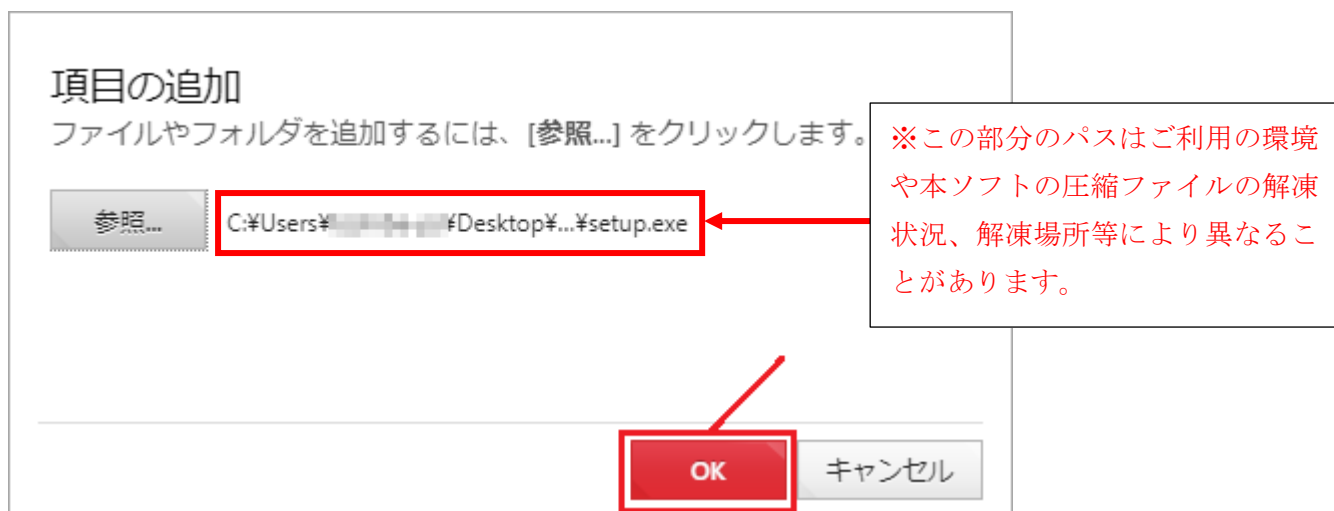 項目の追加
ファイルやフォルダを追加するには、[参照...] をクリックします。
参照...
C:¥Users¥ ¥Desktop¥...¥setup.exe
※この部分のパスはご利用の環境
や本ソフトの圧縮ファイルの解凍
状況、解凍場所等により異なるこ
とがあります。
OK
キャンセル